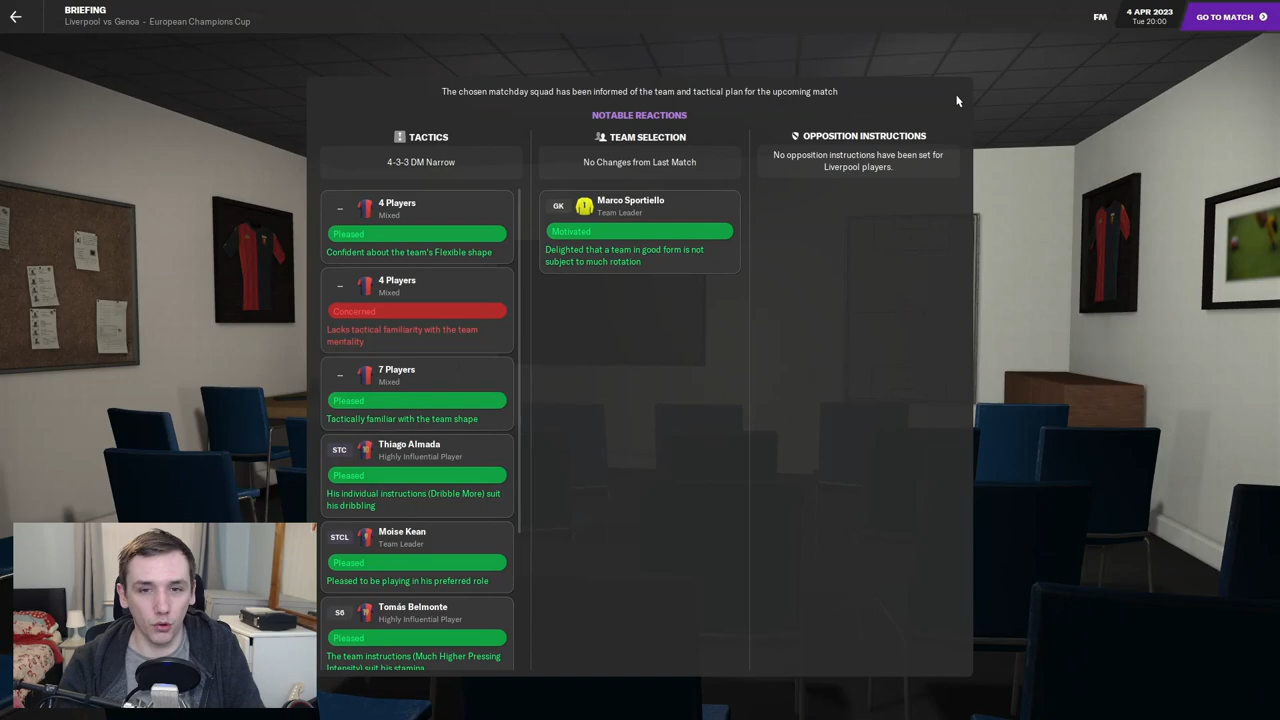 BRIEFING
Liverpool vs Genoa - European Champions Cup
FM
4 APR 2023
Tue 20:00
GO TO MATCH
The chosen matchday squad has been informed of the team and tactical plan for the upcoming match
NOTABLE REACTIONS
TACTICS
4-3-3 DM Narrow
4 Players
Mixed
Pleased
Confident about the team's Flexible shape
4 Players
Mixed
Concerned
Lacks tactical familiarity with the team
mentality
7 Players
Mixed
Pleased
Tactically familiar with the team shape
STC
Thiago Almada
Highly Influential Player
Pleased
His individual instructions (Dribble More) suit
his dribbling
STCL
Moise Kean
Team Leader
Pleased
Pleased to be playing in his preferred role
S6
Tomás Belmonte
Highly Influential Player
Pleased
The team instructions (Much Higher Pressing
Intensity) suit his stamina
TEAM SELECTION
No Changes from Last Match
GK
1
Marco Sportiello
Team Leader
Motivated
Delighted that a team in good form is not
subject to much rotation
OPPOSITION INSTRUCTIONS
No opposition instructions have been set for
Liverpool players.